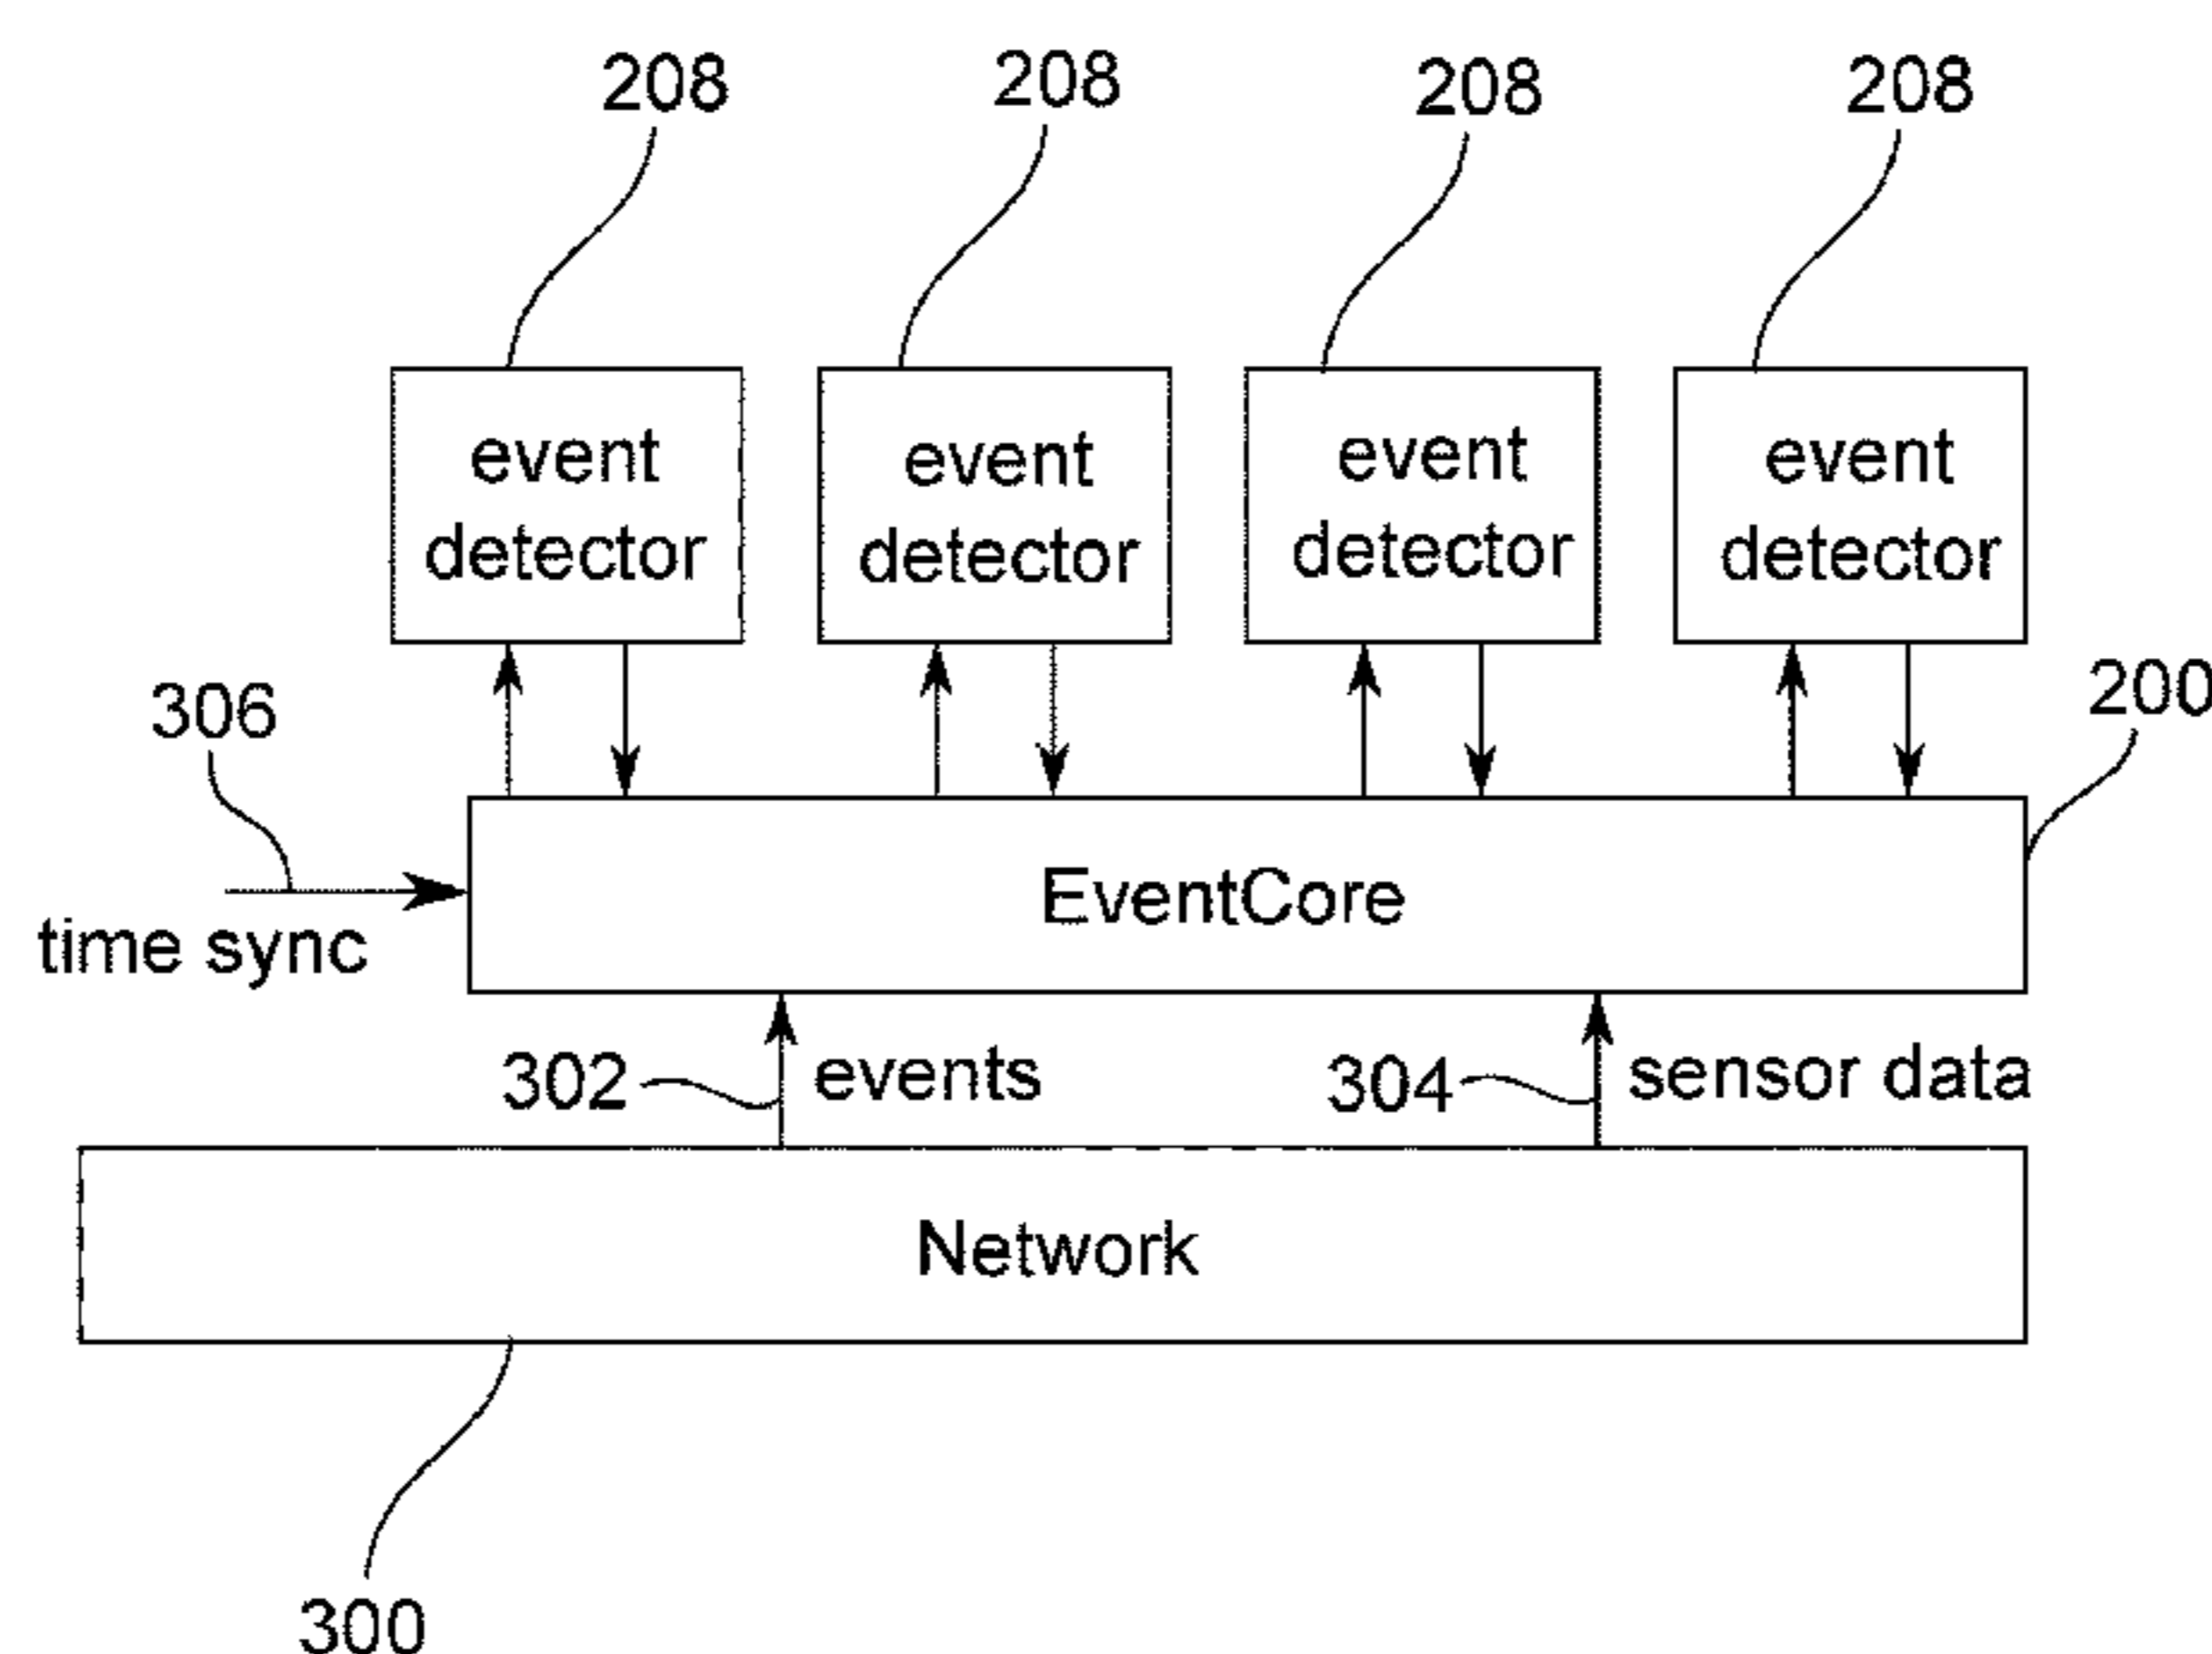 208 208 208 208
event event event event
detector detector detector detector
200
306
EventCore
time sync
302 events 304 sensor data
Network
300